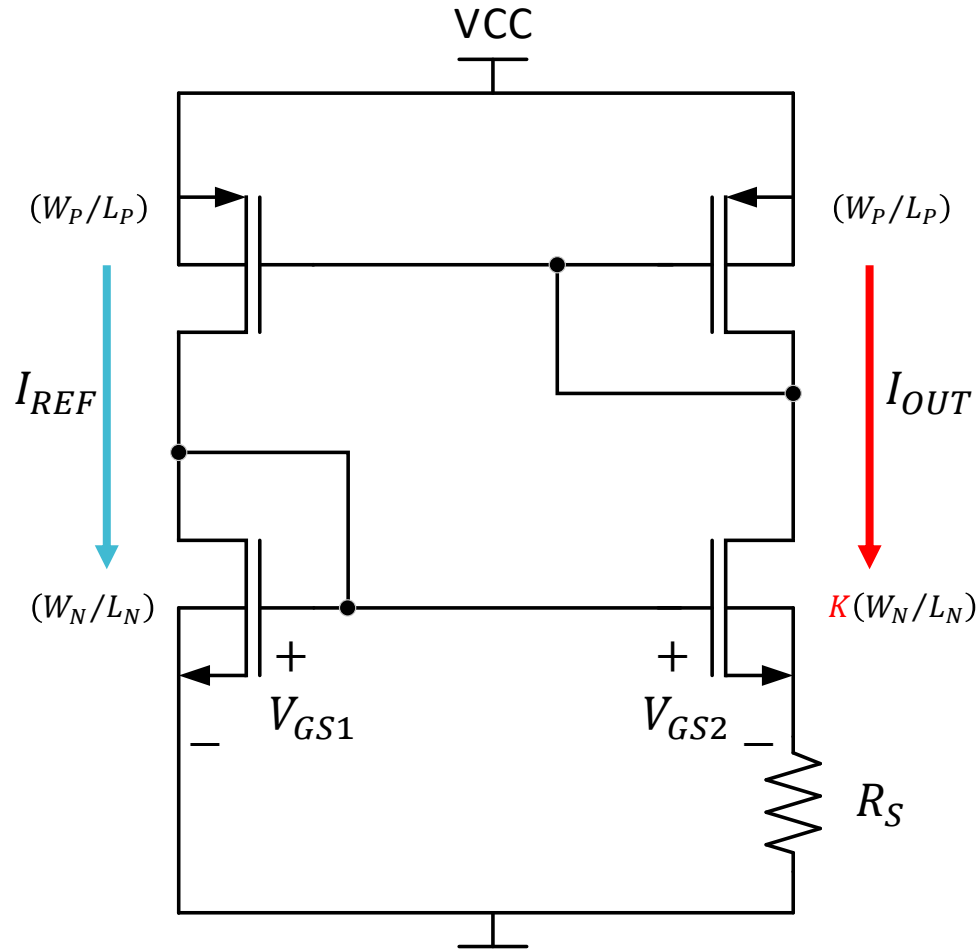 VCC
(W_P/L_P)
(W_P/L_P)
I_REF
I_OUT
(W_N/L_N)
K(W_N/L_N)
+
+
V_GS1
V_GS2
−
−
R_S